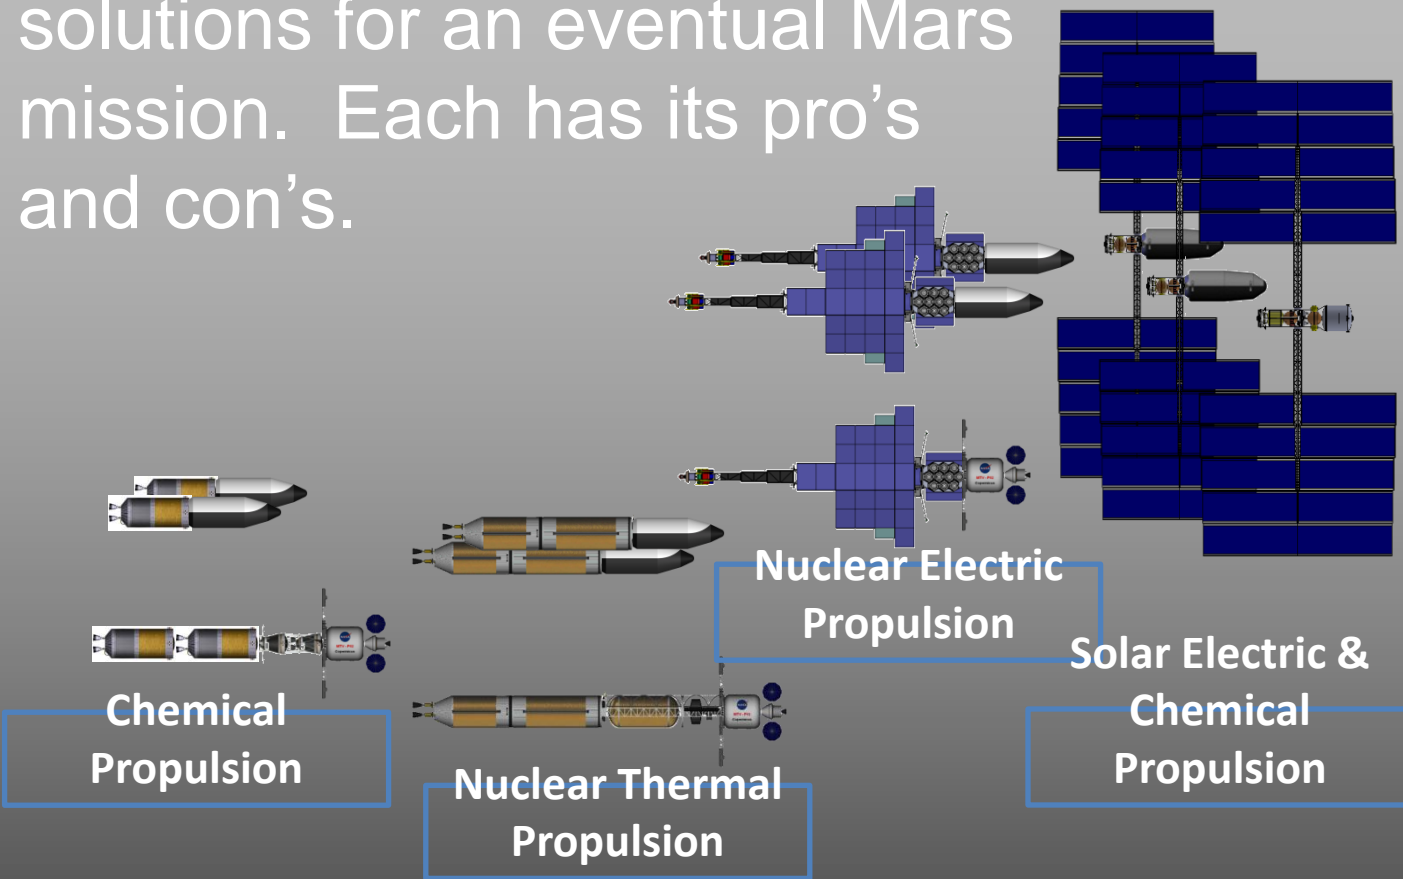 solutions for an eventual Mars
mission.  Each has its pro’s
and con’s.
Nuclear Electric
Propulsion
Solar Electric &
Chemical
Propulsion
Chemical
Propulsion
Nuclear Thermal
Propulsion